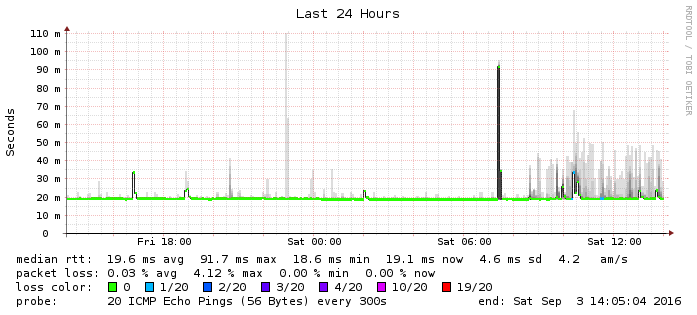 Last 24 Hours
RRDTOOL / TOBI OETIKER
Seconds
110 m
100 m
90 m
80 m
70 m
60 m
50 m
40 m
30 m
20 m
10 m
0
Fri 18:00 Sat 00:00 Sat 06:00 Sat 12:00
median rtt: 19.6 ms avg 91.7 ms max 18.6 ms min 19.1 ms now 4.6 ms sd 4.2 am/s
packet loss: 0.03 % avg 4.12 % max 0.00 % min 0.00 % now
loss color: 0 1/20 2/20 3/20 4/20 10/20 19/20
probe: 20 ICMP Echo Pings (56 Bytes) every 300s end: Sat Sep 3 14:05:04 2016